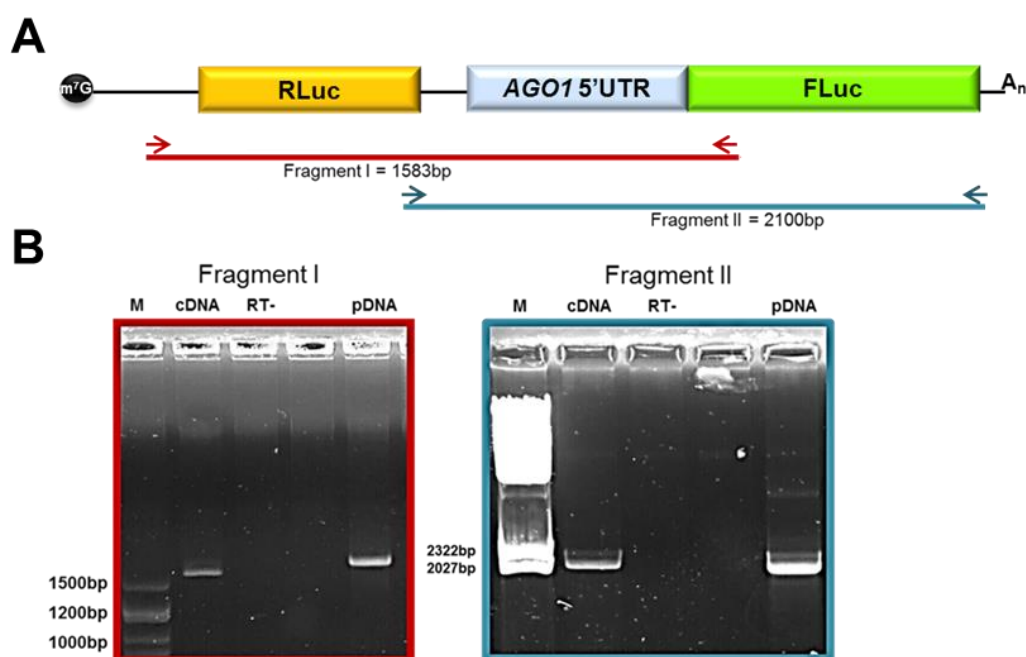 A
m⁷G
RLuc
AGO1 5'UTR
FLuc
Aₙ
Fragment I = 1583bp
Fragment II = 2100bp
B
Fragment I
M cDNA RT- pDNA
1500bp
1200bp
1000bp
Fragment II
M cDNA RT- pDNA
2322bp
2027bp